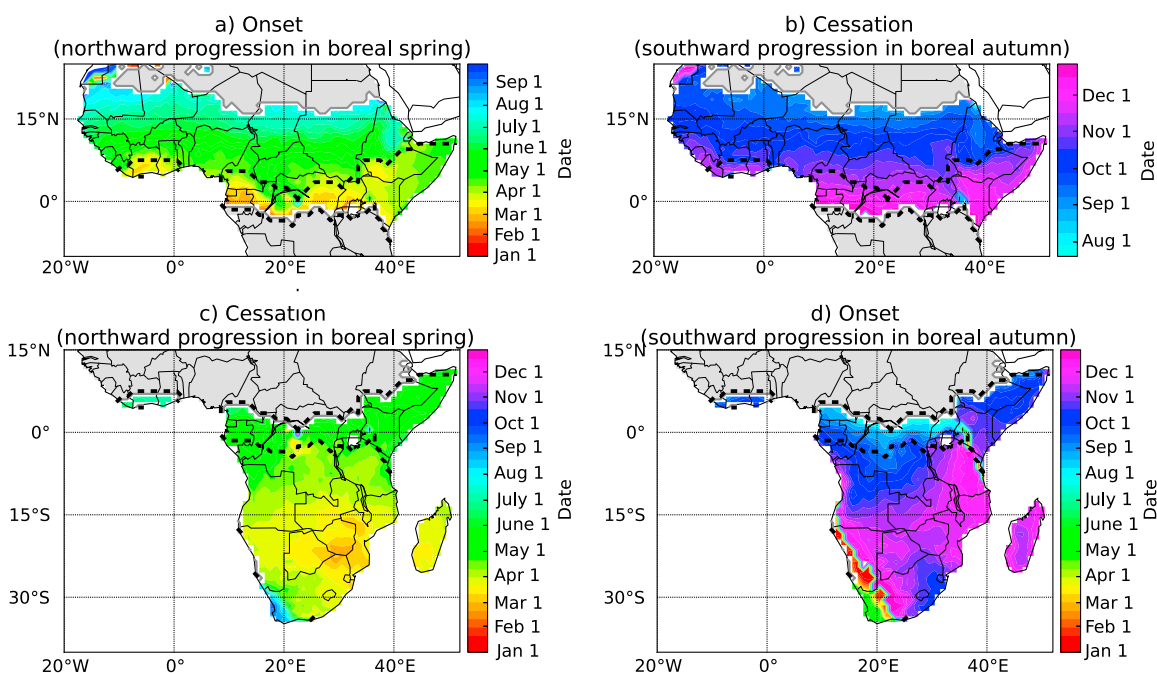 a) Onset
(northward progression in boreal spring)
b) Cessation
(southward progression in boreal autumn)
15°N
0°
20°W
0°
20°E
40°E
Sep 1
Aug 1
July 1
June 1
May 1
Apr 1
Mar 1
Feb 1
Jan 1
Date
15°N
0°
20°W
0°
20°E
40°E
Dec 1
Nov 1
Oct 1
Sep 1
Aug 1
Date
c) Cessation
(northward progression in boreal spring)
d) Onset
(southward progression in boreal autumn)
15°N
0°
15°S
30°S
20°W
0°
20°E
40°E
Dec 1
Nov 1
Oct 1
Sep 1
Aug 1
July 1
June 1
May 1
Apr 1
Mar 1
Feb 1
Jan 1
Date
15°N
0°
15°S
30°S
20°W
0°
20°E
40°E
Dec 1
Nov 1
Oct 1
Sep 1
Aug 1
July 1
June 1
May 1
Apr 1
Mar 1
Feb 1
Jan 1
Date